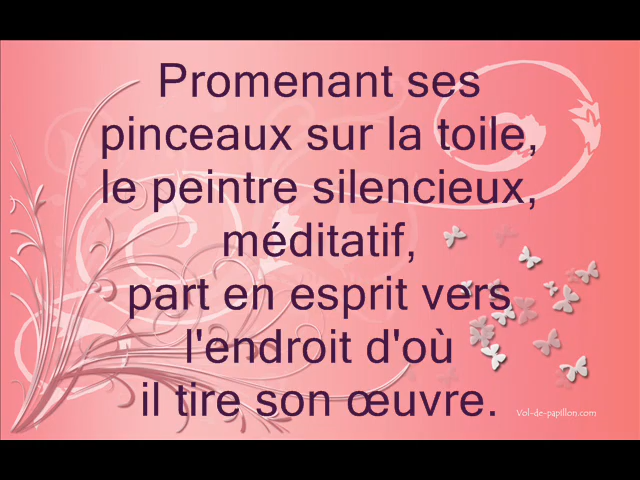 Promenant ses
pinceaux sur la toile,
le peintre silencieux,
méditatif,
part en esprit vers
l'endroit d'où
il tire son œuvre.
Vol-de-papillon.com